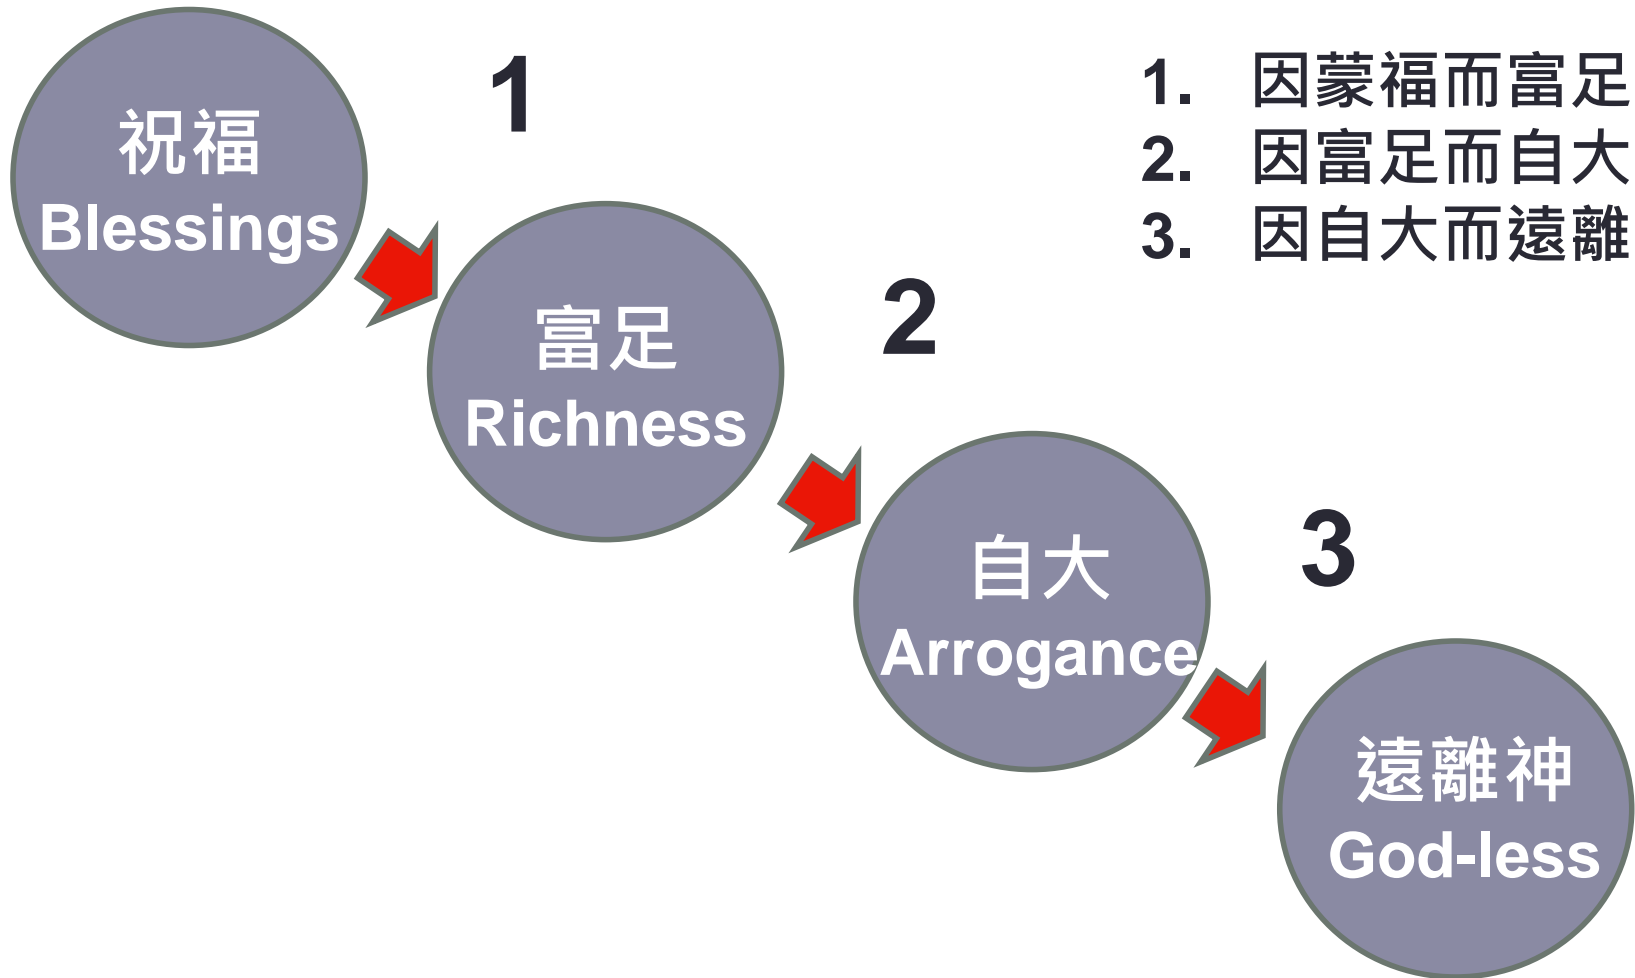 祝福
Blessings
1
富足
Richness
2
自大
Arrogance
3
遠離神
God-less
1. 因蒙福而富足
2. 因富足而自大
3. 因自大而遠離